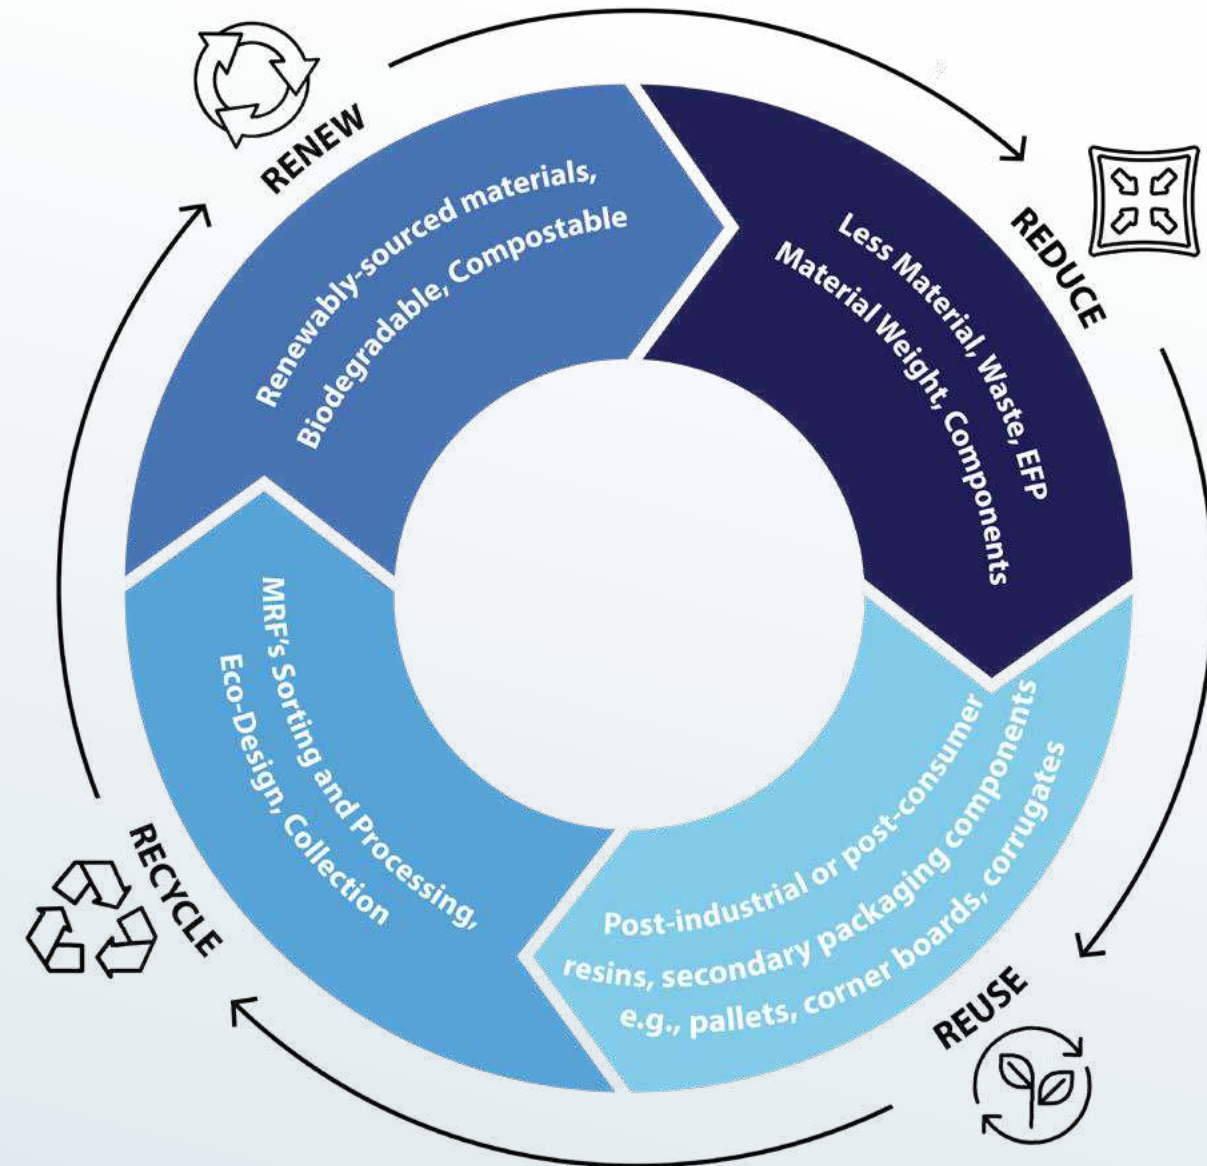 RENEW
Renewably-sourced materials,
Biodegradable, Compostable
REDUCE
Less Material, Waste, EFP
Material Weight, Components
REUSE
Post-industrial or post-consumer
resins, secondary packaging components
e.g., pallets, corner boards, corrugates
RECYCLE
MRF's Sorting and Processing,
Eco-Design, Collection